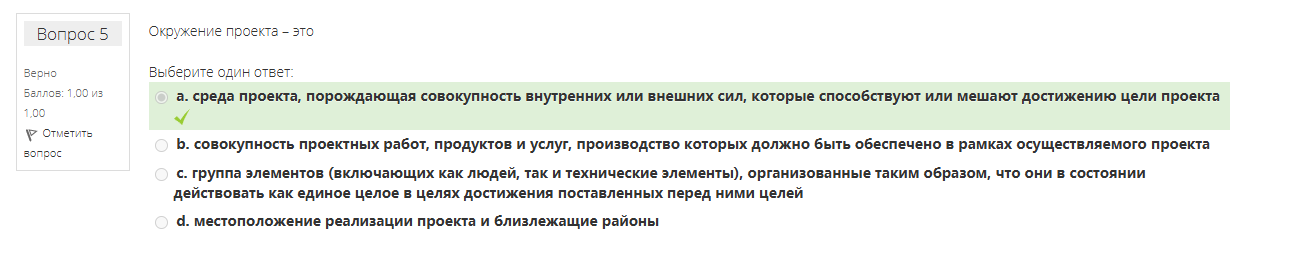 Вопрос 5
Верно
Баллов: 1,00 из
1,00
Отметить
вопрос
Окружение проекта – это
Выберите один ответ:
a. среда проекта, порождающая совокупность внутренних или внешних сил, которые способствуют или мешают достижению цели проекта
b. совокупность проектных работ, продуктов и услуг, производство которых должно быть обеспечено в рамках осуществляемого проекта
c. группа элементов (включающих как людей, так и технические элементы), организованные таким образом, что они в состоянии
действовать как единое целое в целях достижения поставленных перед ними целей
d. местоположение реализации проекта и близлежащие районы